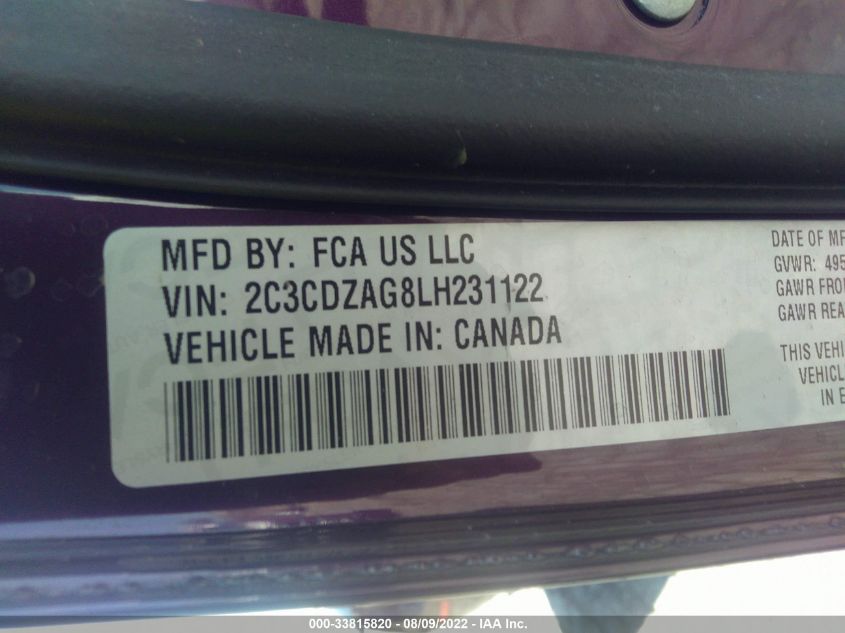 MFD BY: FCA US LLC
VIN: 2C3CDZAG8LH231122
VEHICLE MADE IN: CANADA
DATE OF MF
GVWR: 495
GAWR FRO
GAWR REA
THIS VEHI
VEHICL
IN E
000-33815820 - 08/09/2022 - IAA Inc.